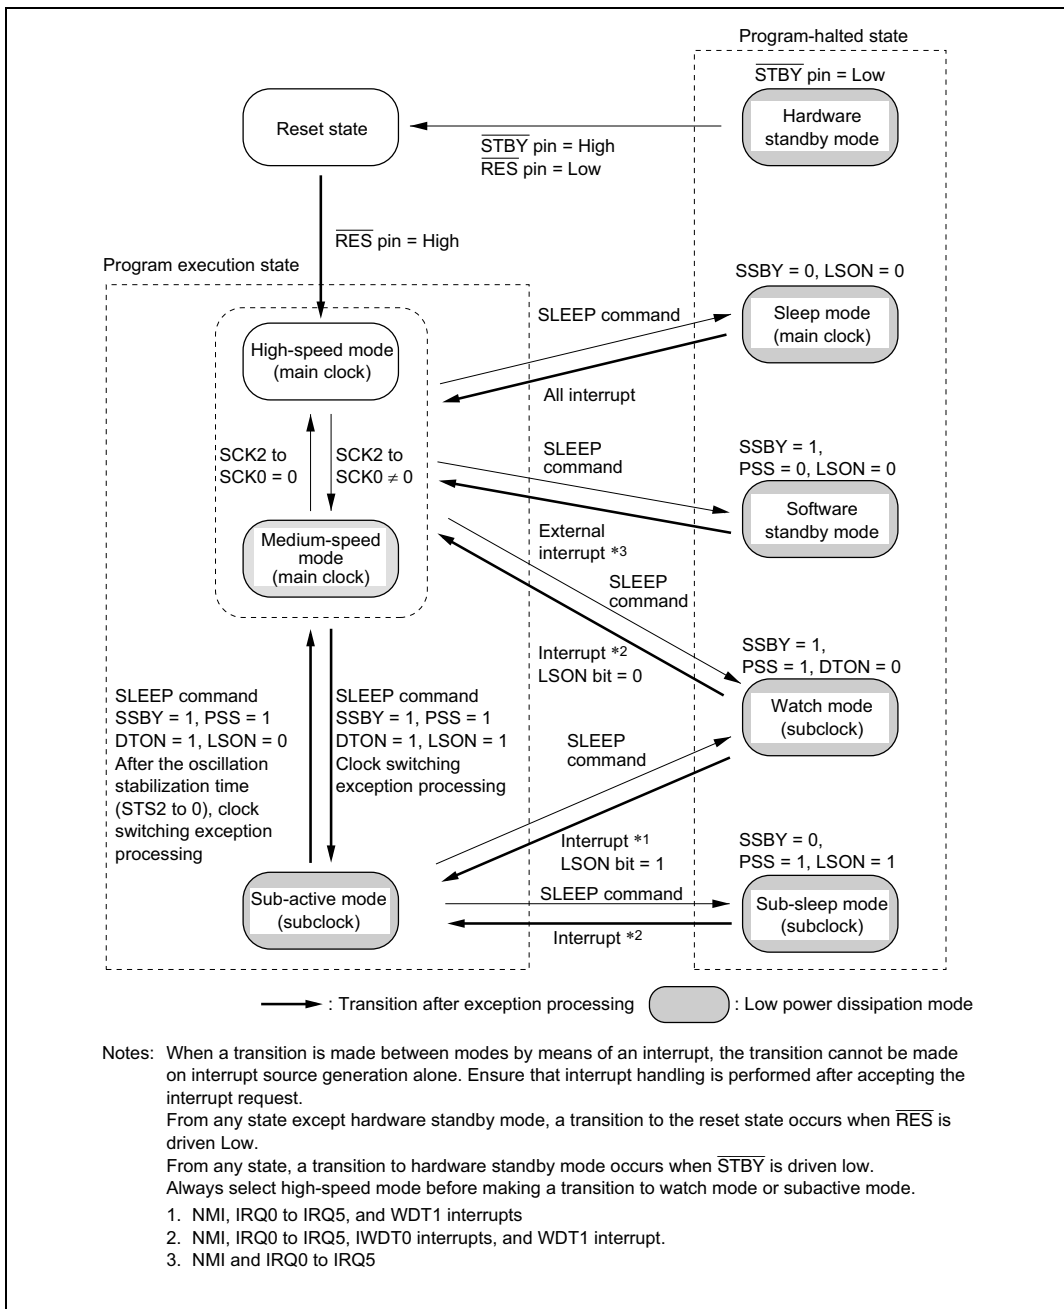 Program-halted state
STBY pin = Low
Hardware
standby mode
Reset state
STBY pin = High
RES pin = Low
RES pin = High
Program execution state
SSBY = 0, LSON = 0
SLEEP command
Sleep mode
(main clock)
High-speed mode
(main clock)
All interrupt
SCK2 to
SCK0 = 0
SCK2 to
SCK0 ≠ 0
SLEEP
command
SSBY = 1,
PSS = 0, LSON = 0
Software
standby mode
Medium-speed
mode
(main clock)
External
interrupt *3
SLEEP
command
Interrupt *2
LSON bit = 0
SSBY = 1,
PSS = 1, DTON = 0
Watch mode
(subclock)
SLEEP command
SSBY = 1, PSS = 1
DTON = 1, LSON = 0
After the oscillation
stabilization time
(STS2 to 0), clock
switching exception
processing
SLEEP command
SSBY = 1, PSS = 1
DTON = 1, LSON = 1
Clock switching
exception processing
SLEEP
command
Interrupt *1
LSON bit = 1
SSBY = 0,
PSS = 1, LSON = 1
Sub-active mode
(subclock)
SLEEP command
Sub-sleep mode
(subclock)
Interrupt *2
: Transition after exception processing
: Low power dissipation mode
Notes: When a transition is made between modes by means of an interrupt, the transition cannot be made
on interrupt source generation alone. Ensure that interrupt handling is performed after accepting the
interrupt request.
From any state except hardware standby mode, a transition to the reset state occurs when RES is
driven Low.
From any state, a transition to hardware standby mode occurs when STBY is driven low.
Always select high-speed mode before making a transition to watch mode or subactive mode.
1. NMI, IRQ0 to IRQ5, and WDT1 interrupts
2. NMI, IRQ0 to IRQ5, IWDT0 interrupts, and WDT1 interrupt.
3. NMI and IRQ0 to IRQ5